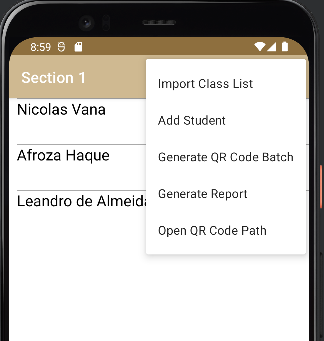 8:59
Section 1
Nicolas Vana
Afroza Haque
Leandro de Almeida
Import Class List
Add Student
Generate QR Code Batch
Generate Report
Open QR Code Path